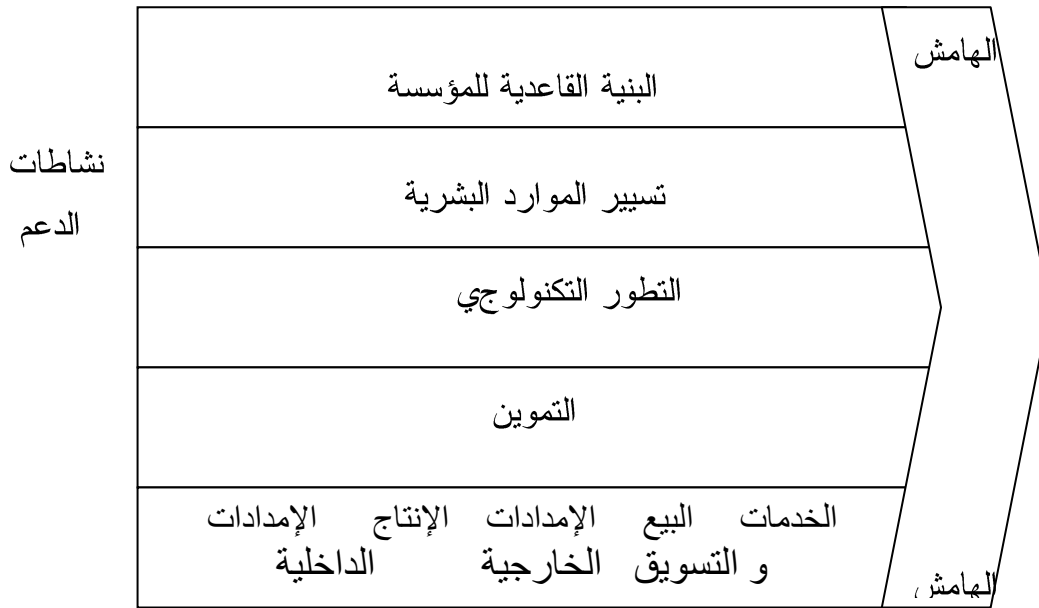 الهامش
البنية القاعدية للمؤسسة
نشاطات
الدعم
تسيير الموارد البشرية
التطور التكنولوجي
التموين
الخدمات البيع الإمدادات الإنتاج الإمدادات
و التسويق الخارجية الداخلية
الهامش